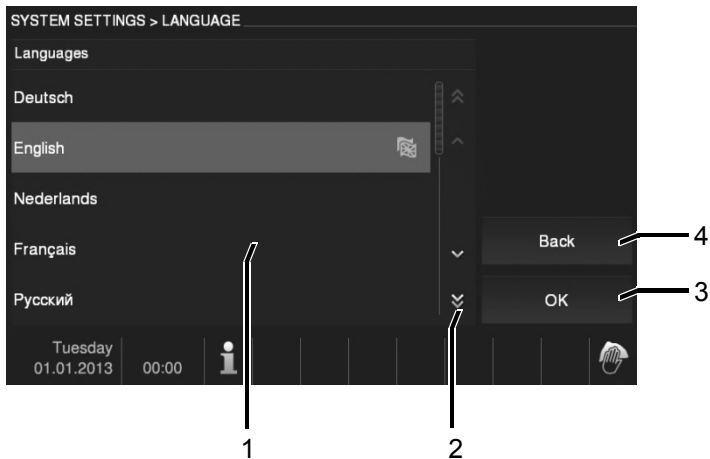 SYSTEM SETTINGS > LANGUAGE
Languages
Deutsch
English
Nederlands
Français
Русский
Back
OK
4
3
Tuesday
01.01.2013
00:00
1
2